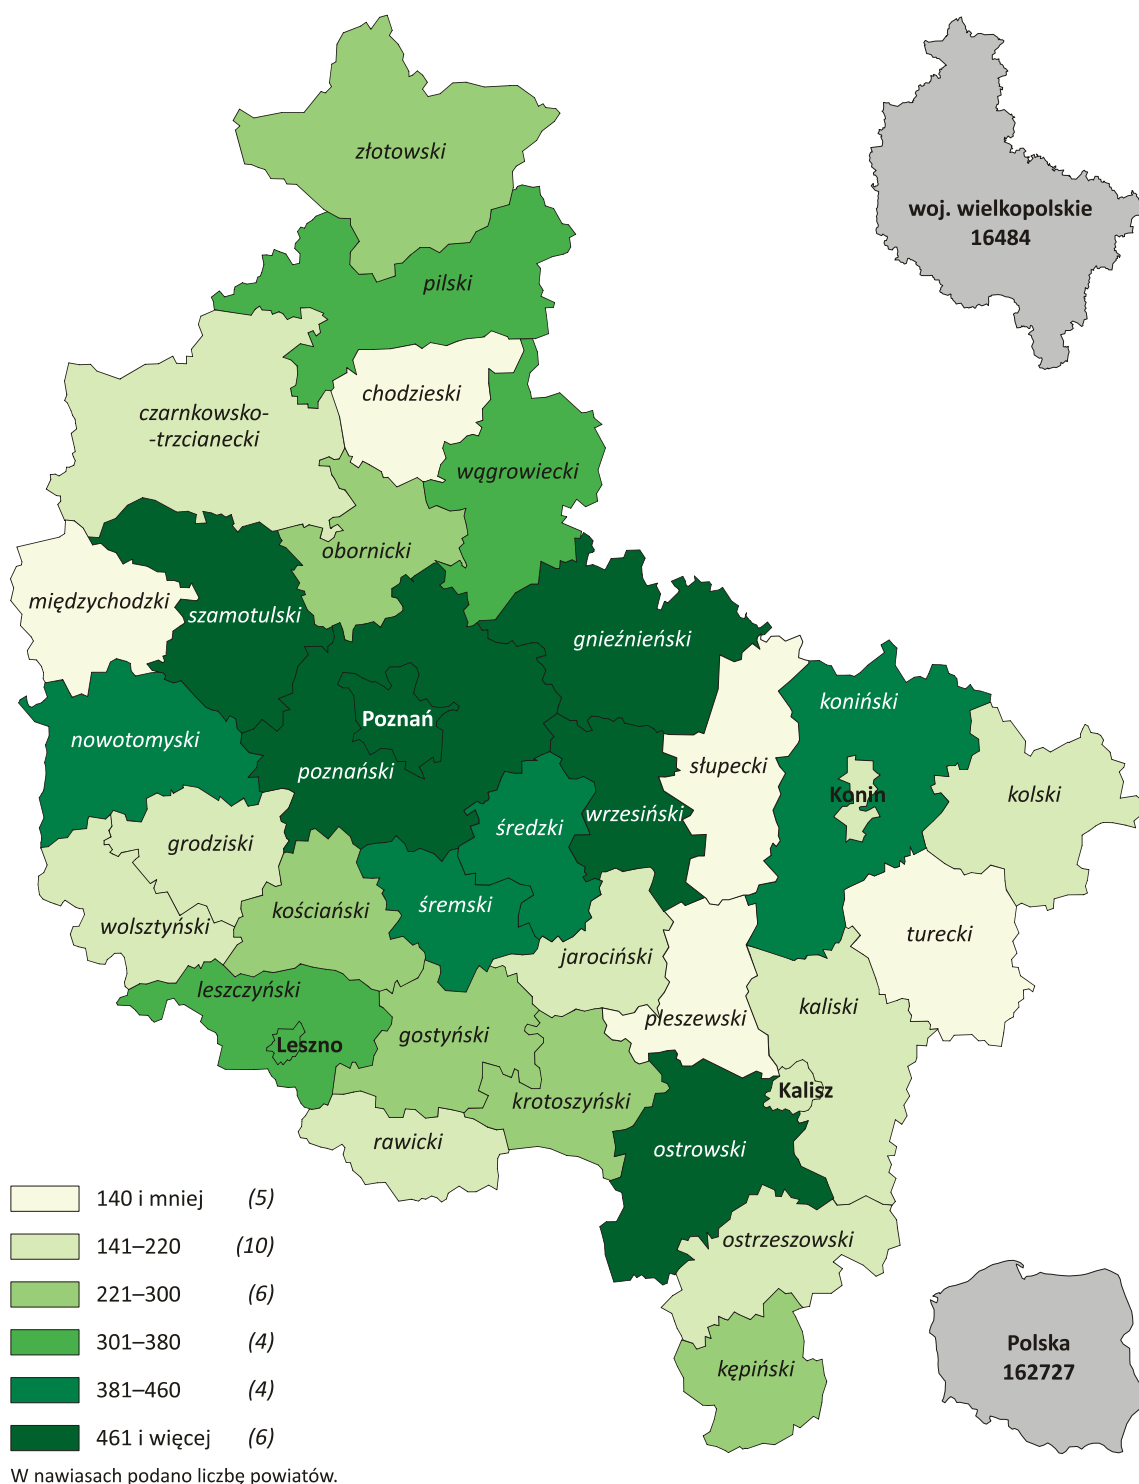 złotowski
woj. wielkopolskie
16484
pilski
chodzieski
czarnkowsko-
-trzcianecki
wągrowiecki
obornicki
międzychodzki
szamotulski
gnieźnieński
koniński
Poznań
nowotomyski
słupecki
poznański
Konin
kolski
wrzesiński
średzki
grodziski
śremski
kościański
wolsztyński
turecki
jarociński
leszczyński
kaliski
pleszewski
gostyński
Leszno
Kalisz
krotoszyński
rawicki
ostrowski
ostrzeszowski
kępiński
140 i mniej (5)
141–220 (10)
221–300 (6)
301–380 (4)
381–460 (4)
461 i więcej (6)
Polska
162727
W nawiasach podano liczbę powiatów.